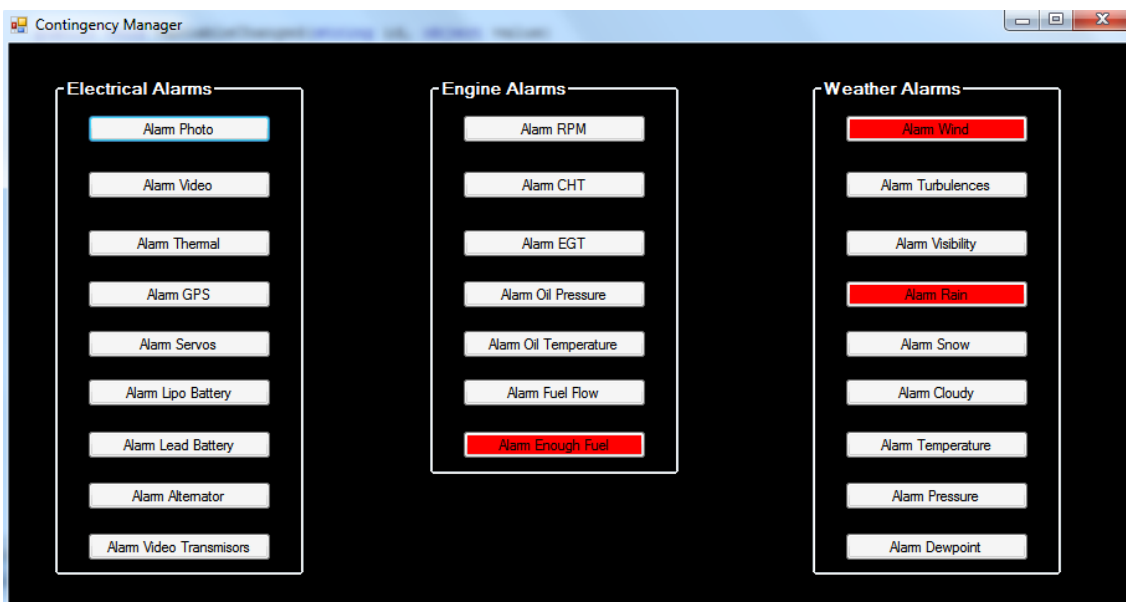 Contingency Manager
Electrical Alarms
Alarm Photo
Alarm Video
Alarm Thermal
Alarm GPS
Alarm Servos
Alarm Lipo Battery
Alarm Lead Battery
Alarm Alternator
Alarm Video Transmisors
Engine Alarms
Alarm RPM
Alarm CHT
Alarm EGT
Alarm Oil Pressure
Alarm Oil Temperature
Alarm Fuel Flow
Alarm Enough Fuel
Weather Alarms
Alarm Wind
Alarm Turbulences
Alarm Visibility
Alarm Rain
Alarm Snow
Alarm Cloudy
Alarm Temperature
Alarm Pressure
Alarm Dewpoint